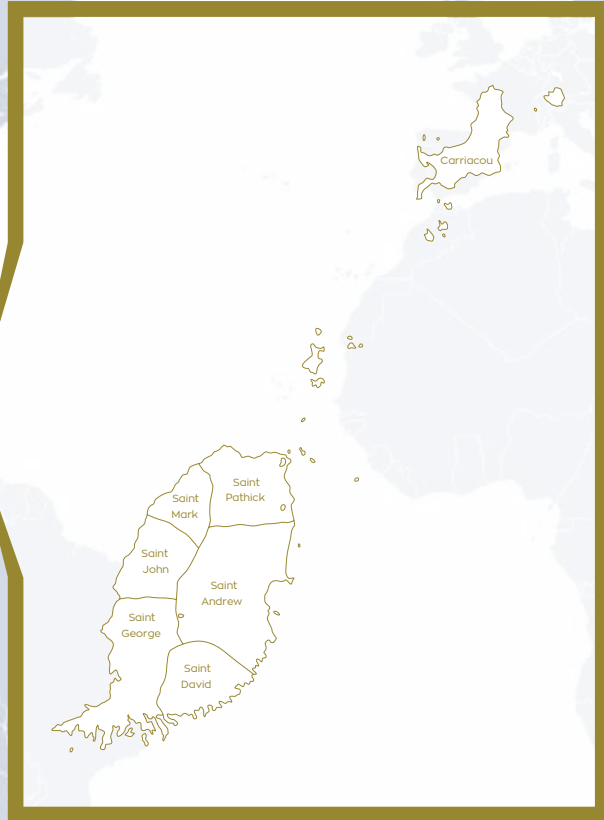 Carriacou
Saint
Pathick
Saint
Mark
Saint
John
Saint
Andrew
Saint
George
Saint
David